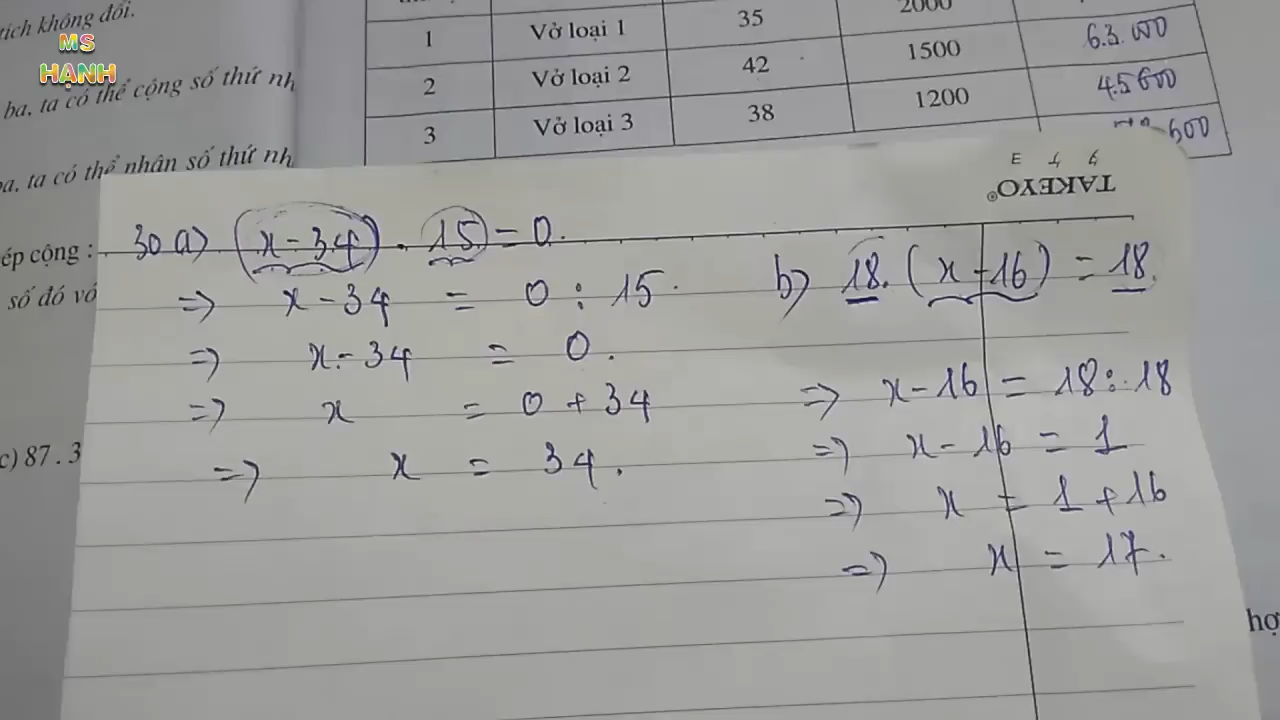 tích không đổi.
MS
HẠNH
ba, ta có thể cộng số thứ nh
ba, ta có thể nhân số thứ nh
ép cộng :
số đó vớ
c) 87 . 3
1 Vở loại 1 35 2000
2 Vở loại 2 42 1500 63.000
3 Vở loại 3 38 1200 45600
600
TAKEYO®
30 a) (x - 34) . 15 = 0.
=> x - 34 = 0 : 15.
=> x - 34 = 0.
=> x = 0 + 34
=> x = 34.
b) 18. (x - 16) = 18.
=> x - 16 = 18 : 18
=> x - 16 = 1
=> x = 1 + 16
=> x = 17.
hợ